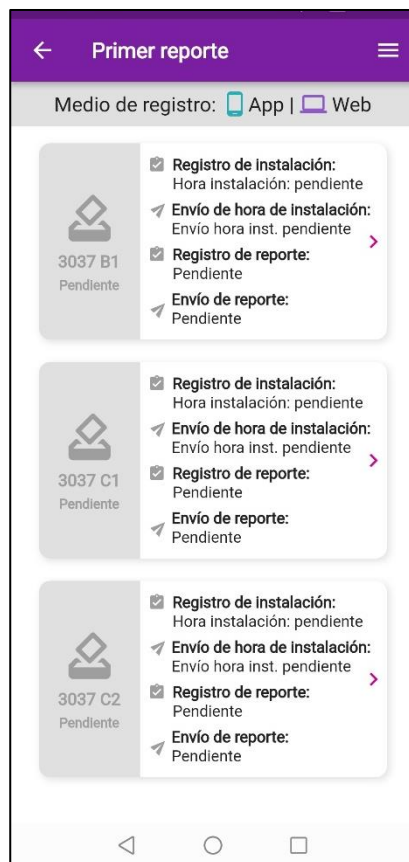 Primer reporte
Medio de registro: App | Web
3037 B1
Pendiente
Registro de instalación:
Hora instalación: pendiente
Envío de hora de instalación:
Envío hora inst. pendiente
Registro de reporte:
Pendiente
Envío de reporte:
Pendiente
3037 C1
Pendiente
Registro de instalación:
Hora instalación: pendiente
Envío de hora de instalación:
Envío hora inst. pendiente
Registro de reporte:
Pendiente
Envío de reporte:
Pendiente
3037 C2
Pendiente
Registro de instalación:
Hora instalación: pendiente
Envío de hora de instalación:
Envío hora inst. pendiente
Registro de reporte:
Pendiente
Envío de reporte:
Pendiente